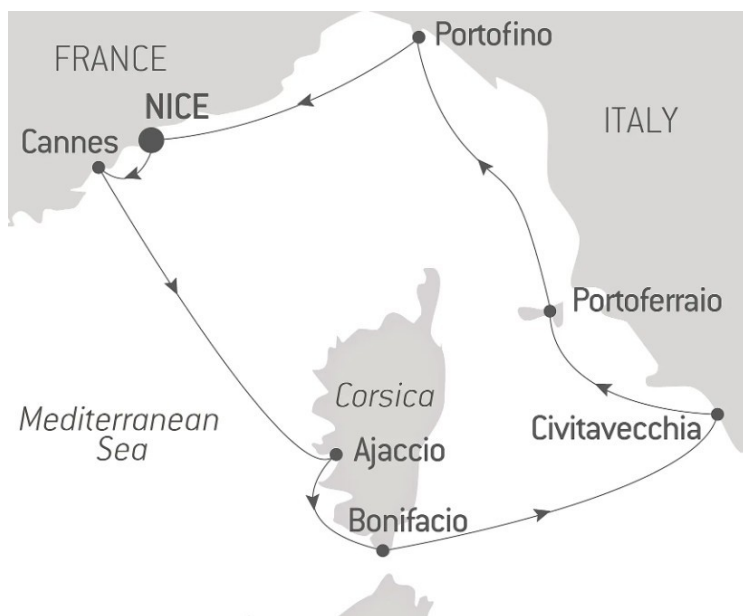 Portofino
FRANCE
NICE
ITALY
Cannes
Portoferraio
Corsica
Mediterranean
Sea
Civitavecchia
Ajaccio
Bonifacio